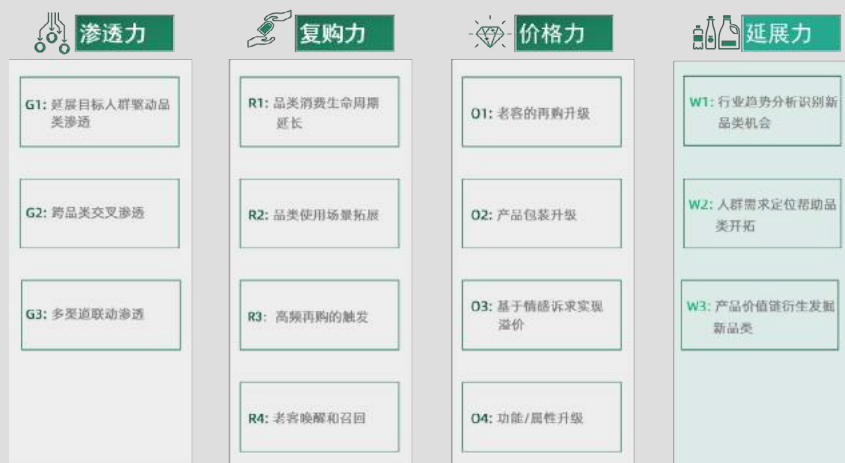 渗透力
G1: 延展目标人群驱动品
类渗透
G2: 跨品类交叉渗透
G3: 多渠道联动渗透
复购力
R1: 品类消费生命周期
延长
R2: 品类使用场景拓展
R3: 高频再购的触发
R4: 老客唤醒和召回
价格力
O1: 老客的再购升级
O2: 产品包装升级
O3: 基于情感诉求实现
溢价
O4: 功能/属性升级
延展力
W1: 行业趋势分析识别新
品类机会
W2: 人群需求定位帮助品
类开拓
W3: 产品价值链衍生发掘
新品类